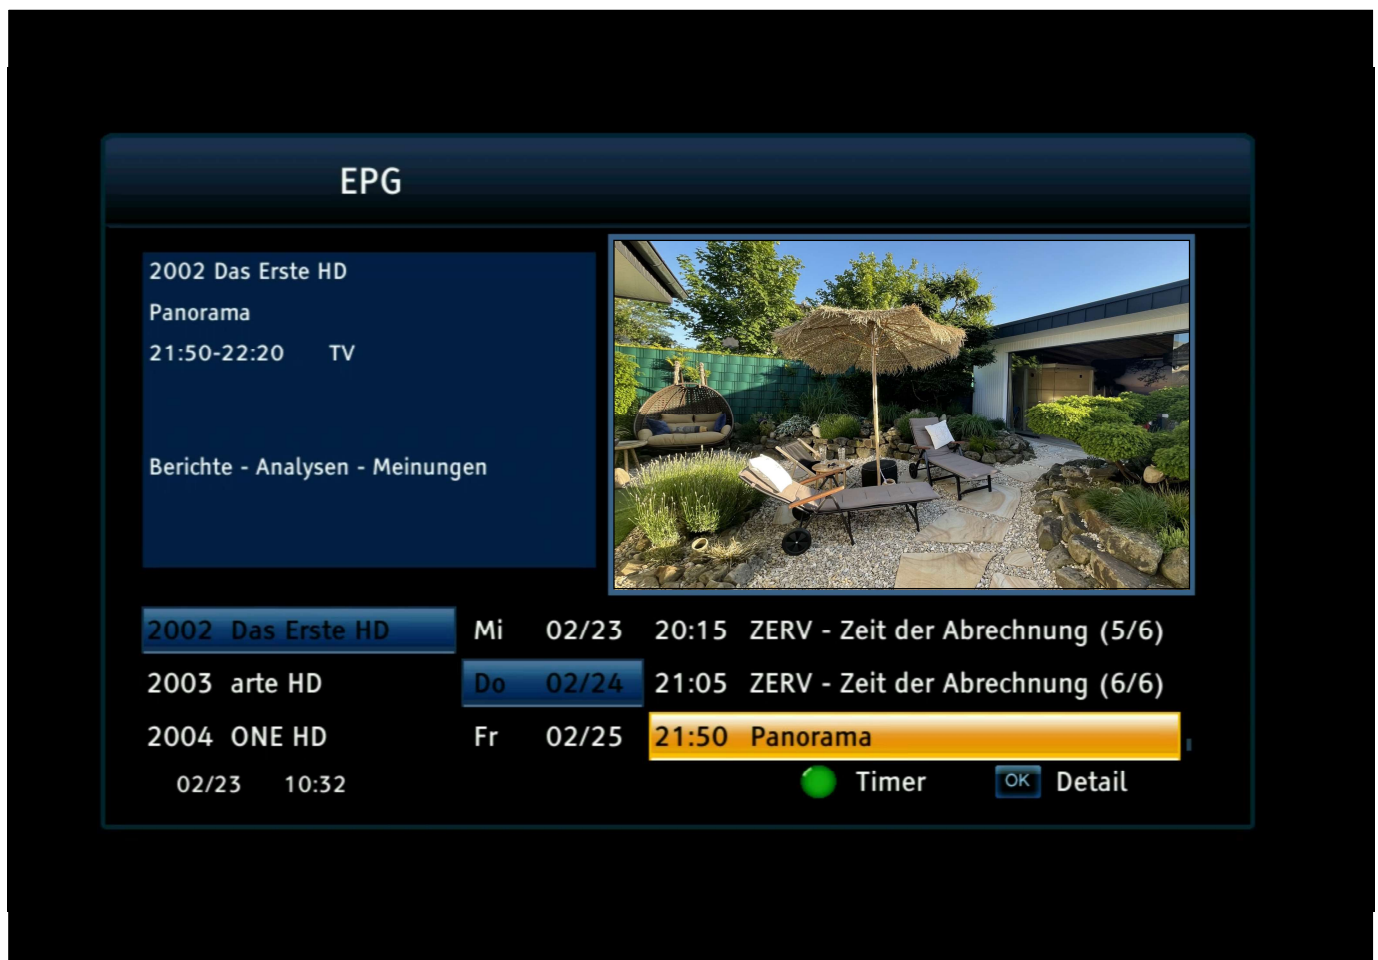 EPG
2002 Das Erste HD
Panorama
21:50-22:20 TV
Berichte - Analysen - Meinungen
2002 Das Erste HD Mi 02/23 20:15 ZERV - Zeit der Abrechnung (5/6)
2003 arte HD Do 02/24 21:05 ZERV - Zeit der Abrechnung (6/6)
2004 ONE HD Fr 02/25 21:50 Panorama
02/23 10:32 Timer OK Detail